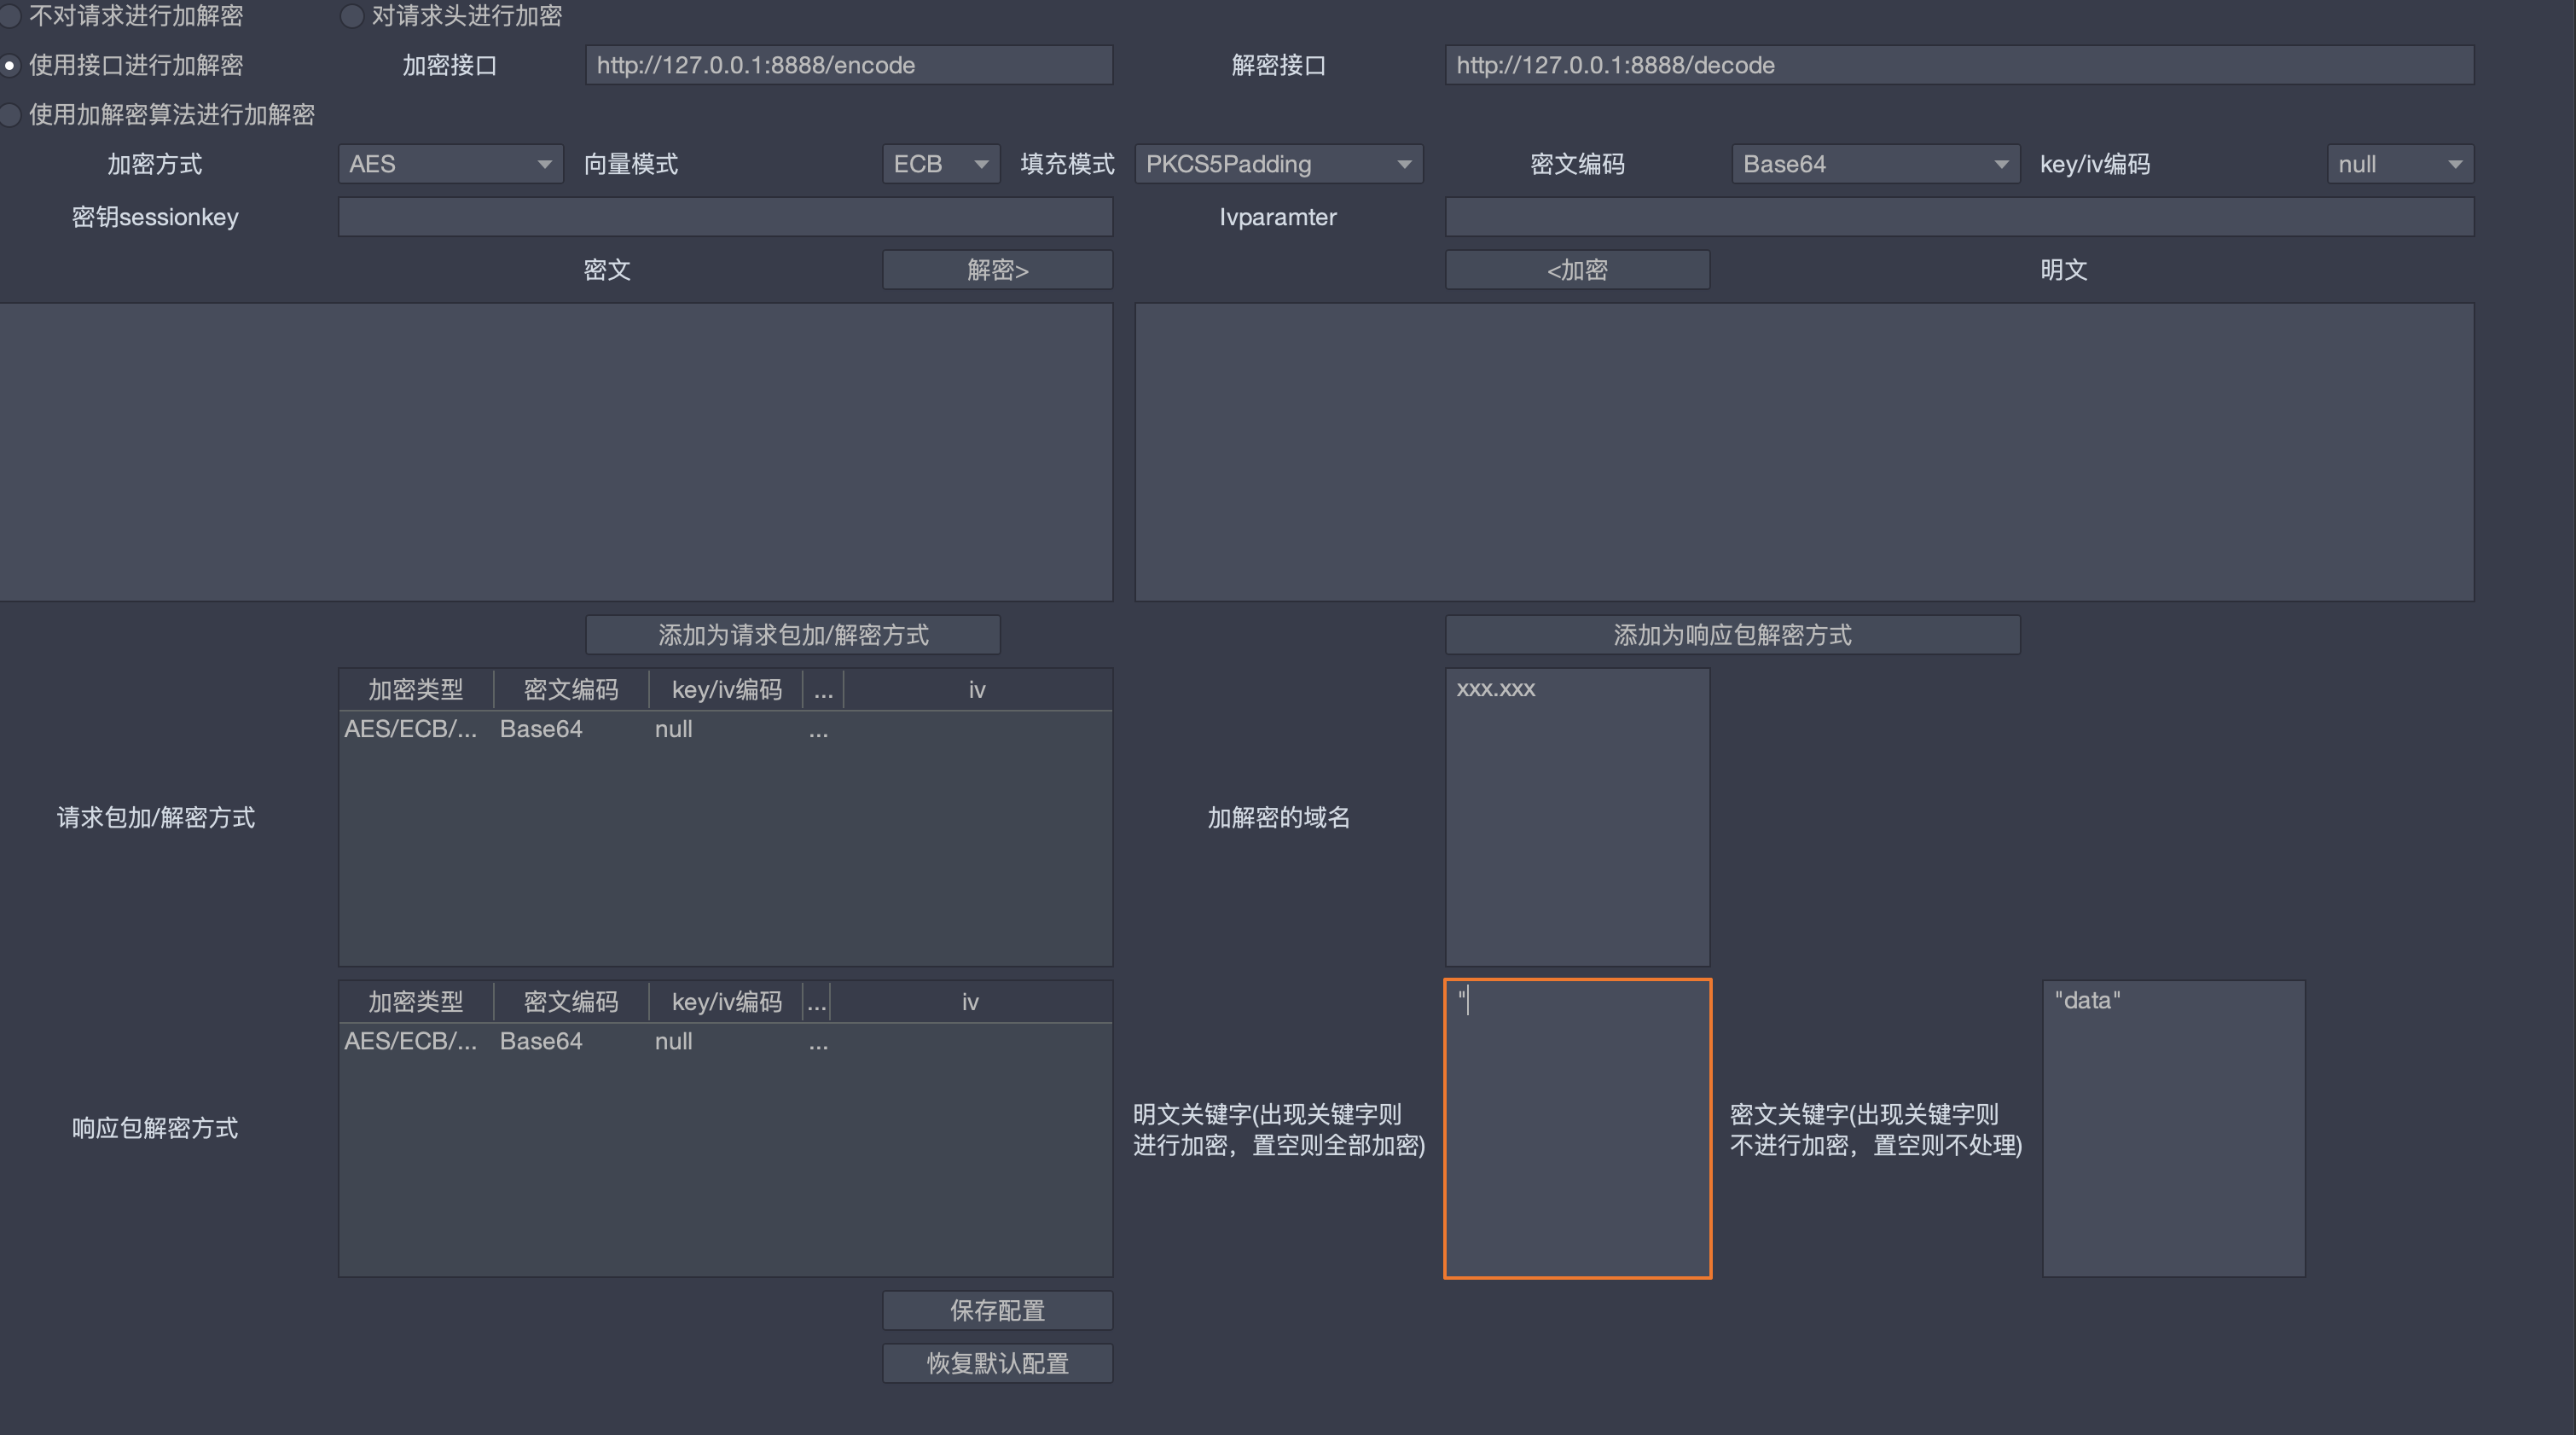 不对请求进行加解密
对请求头进行加密
使用接口进行加解密
加密接口
http://127.0.0.1:8888/encode
解密接口
http://127.0.0.1:8888/decode
使用加解密算法进行加解密
加密方式
AES
向量模式
ECB
填充模式
PKCS5Padding
密文编码
Base64
key/iv编码
null
密钥sessionkey
Ivparamter
密文
解密>
<加密
明文
添加为请求包加/解密方式
添加为响应包解密方式
请求包加/解密方式
加密类型 密文编码 key/iv编码 ... iv
AES/ECB/... Base64 null ...
加解密的域名
xxx.xxx
响应包解密方式
加密类型 密文编码 key/iv编码 ... iv
AES/ECB/... Base64 null ...
明文关键字(出现关键字则
进行加密，置空则全部加密)
"
密文关键字(出现关键字则
不进行加密，置空则不处理)
"data"
保存配置
恢复默认配置